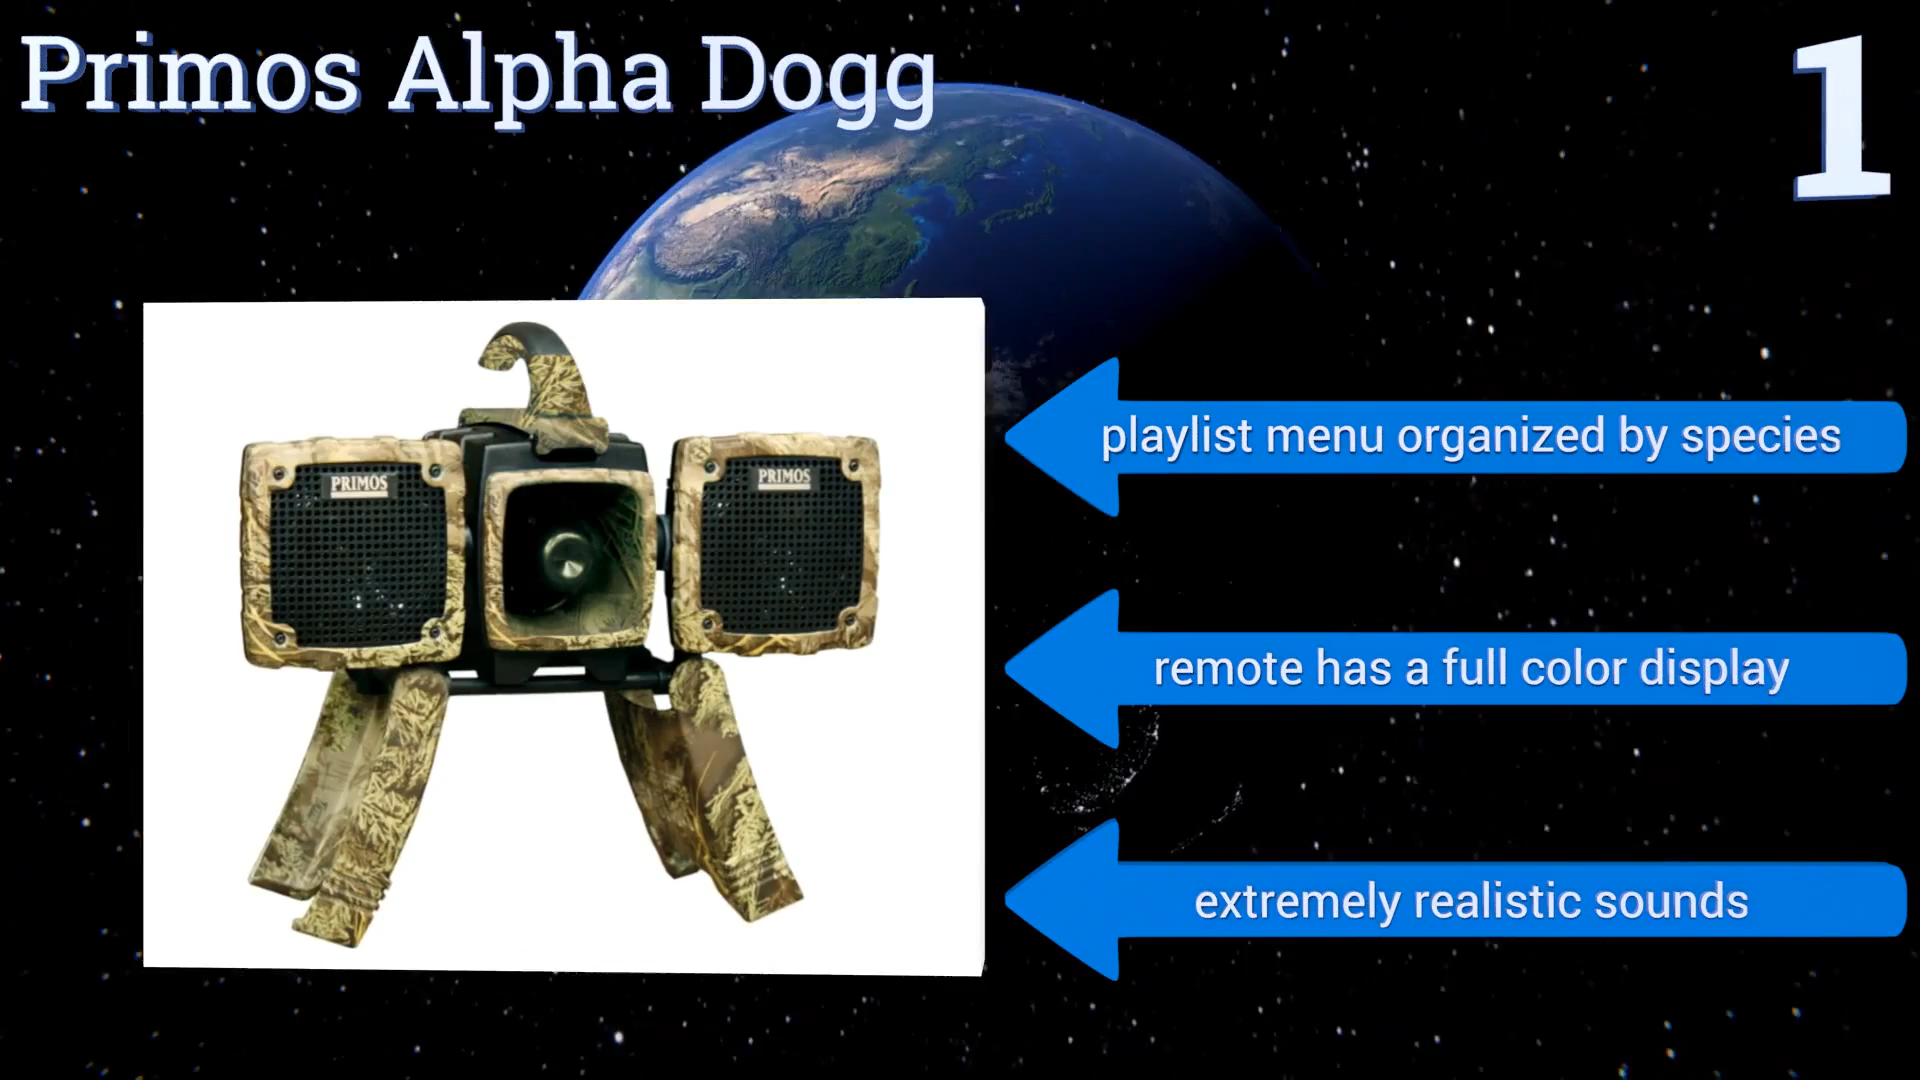 Primos Alpha Dogg
1
PRIMOS
PRIMOS
playlist menu organized by species
remote has a full color display
extremely realistic sounds